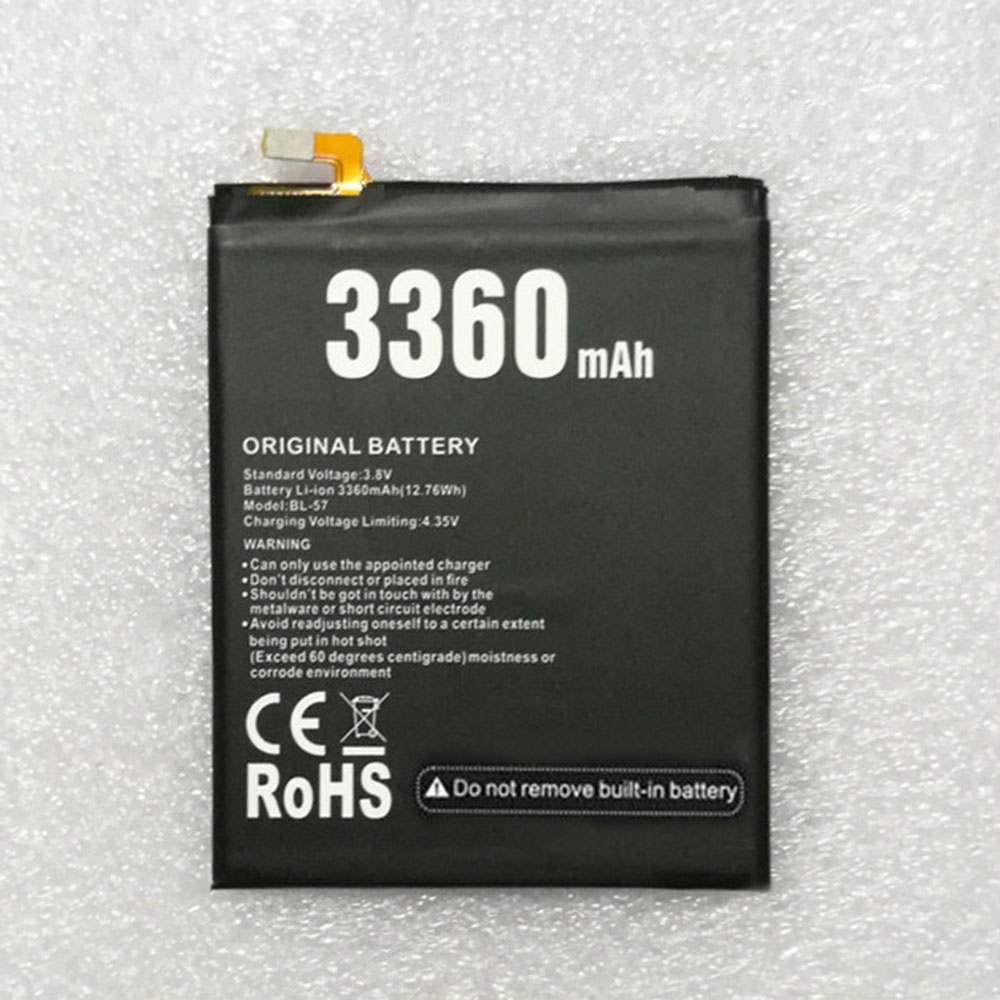 3360 mAh
ORIGINAL BATTERY
Standard Voltage:3.8V
Battery Li-ion 3360mAh(12.76Wh)
Model:BL-57
Charging Voltage Limiting:4.35V
WARNING
•Can only use the appointed charger
•Don't disconnect or placed in fire
•Shouldn't be got in touch with by the
metalware or short circuit electrode
•Avoid readjusting oneself to a certain extent
being put in hot shot
(Exceed 60 degrees centigrade)moistness or
corrode environment
CE
RoHS
Do not remove built-in battery